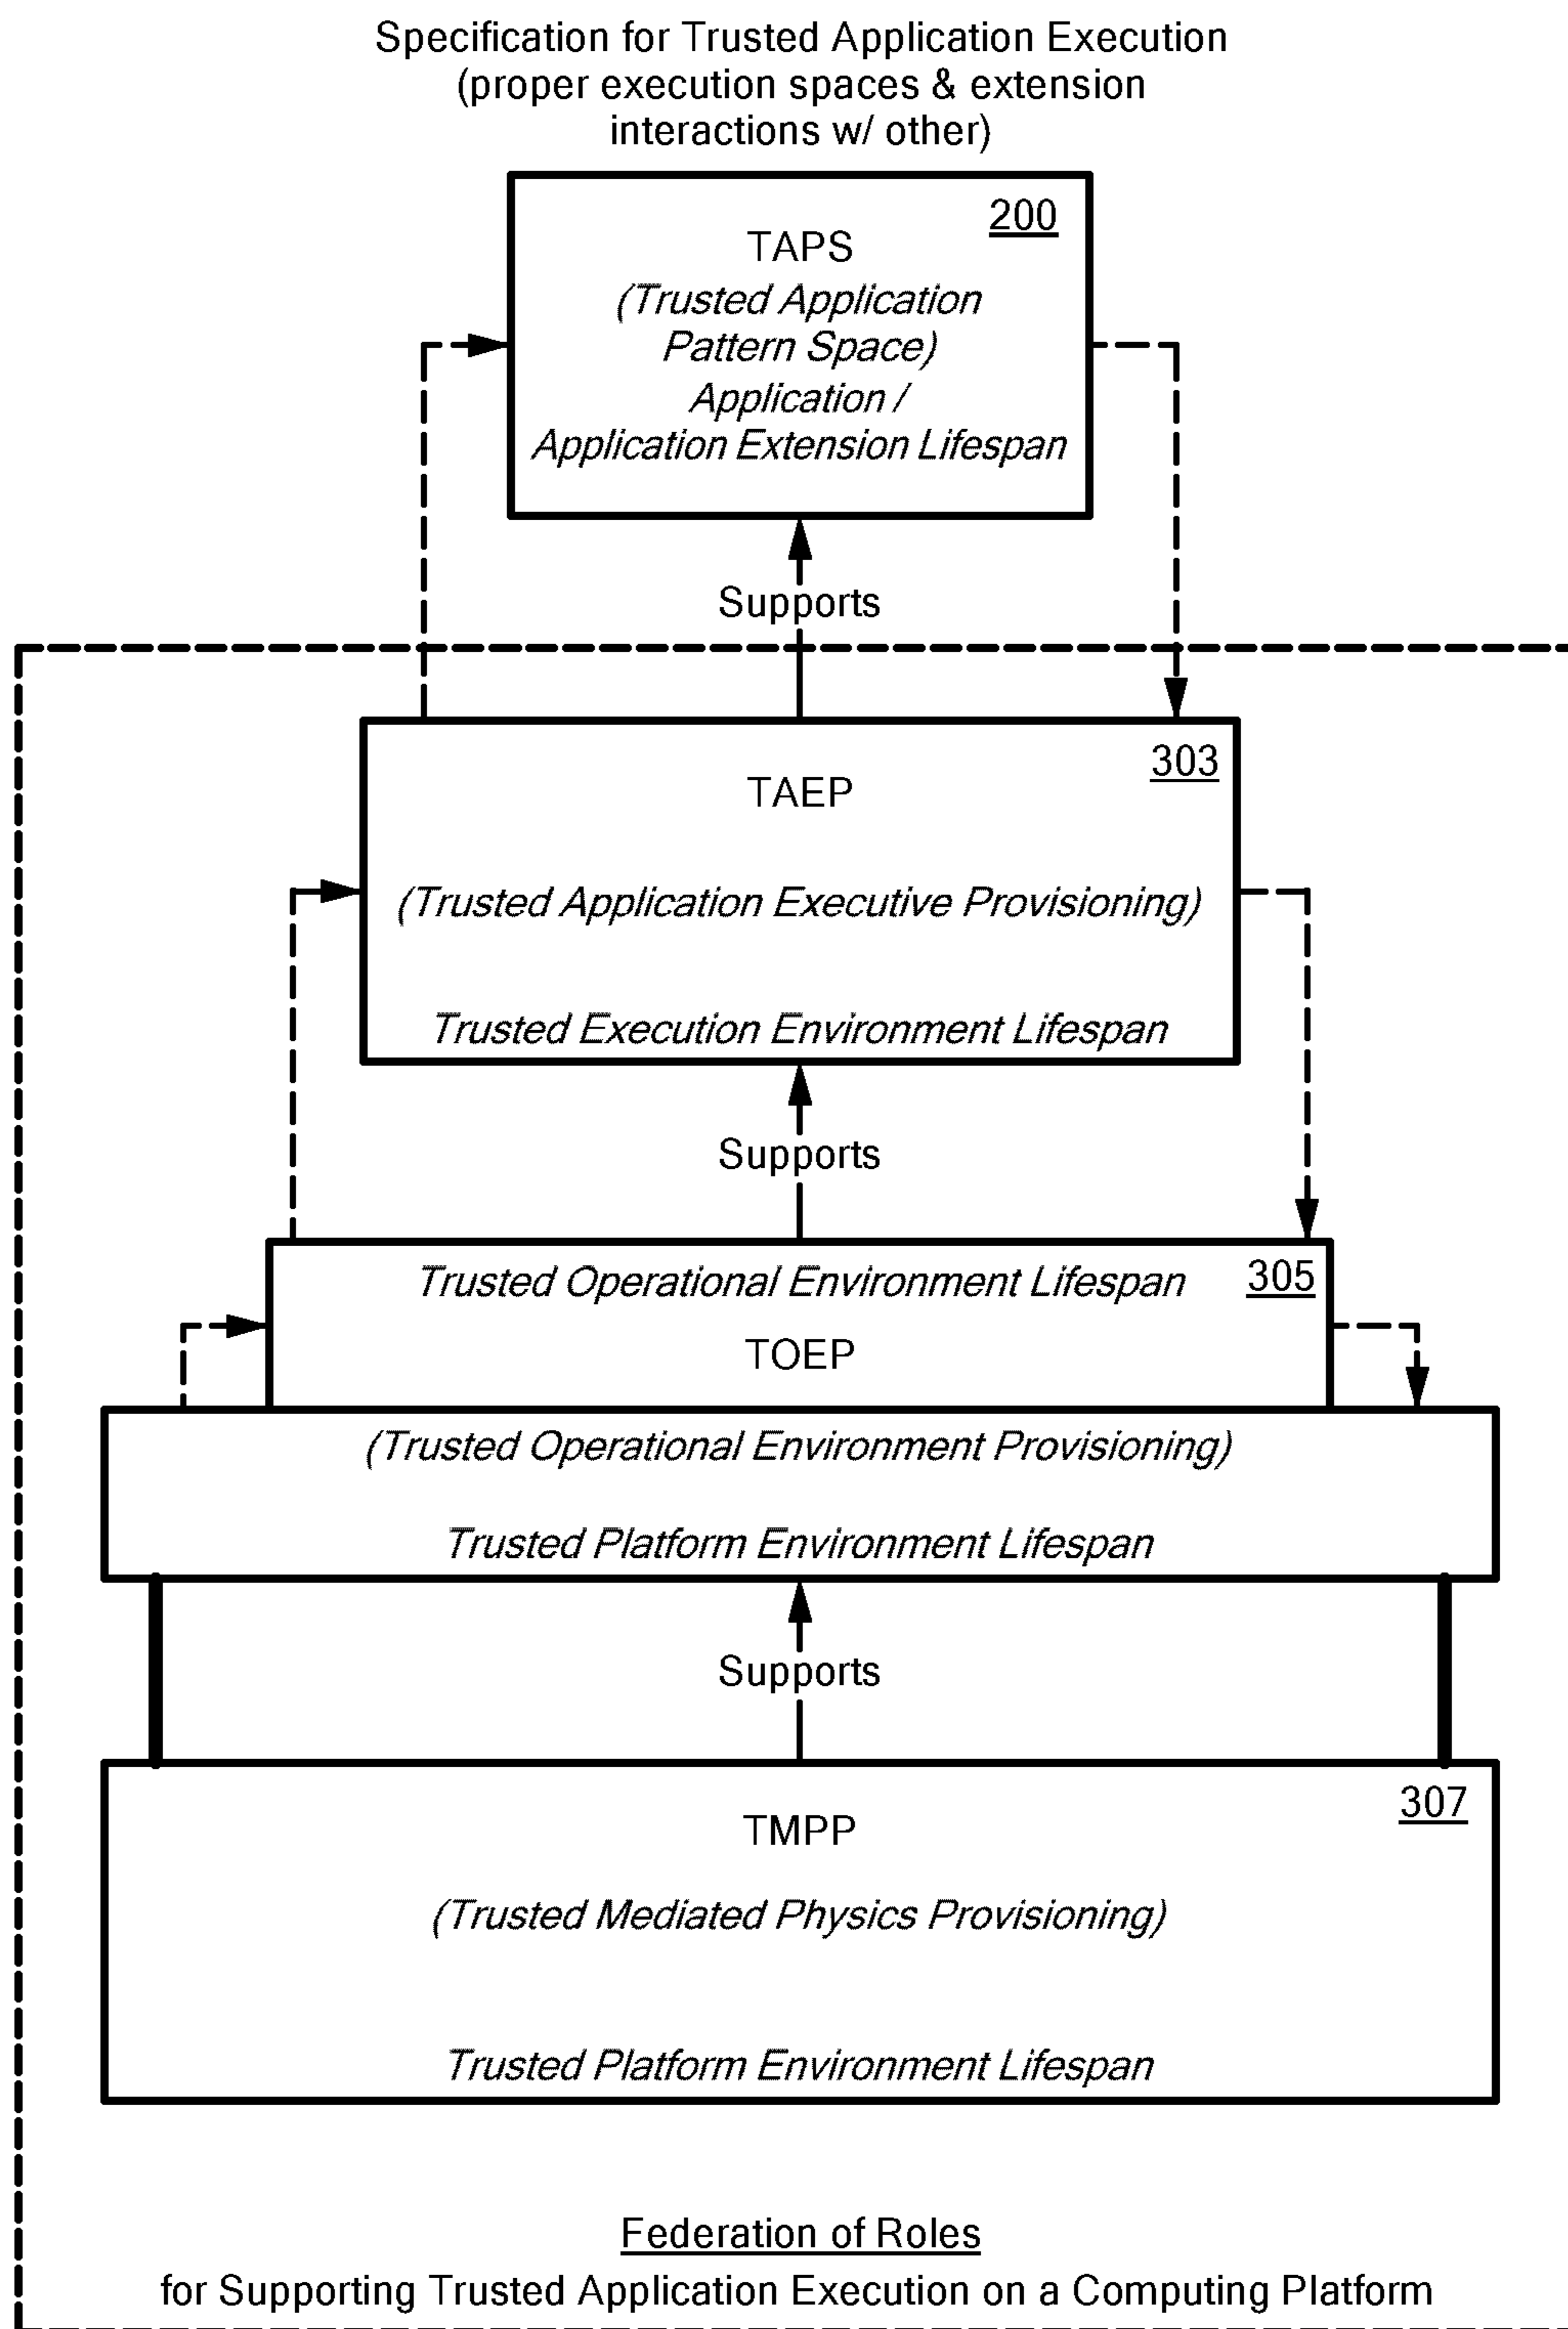 Specification for Trusted Application Execution
(proper execution spaces & extension
interactions w/ other)
200
TAPS
(Trusted Application
Pattern Space)
Application /
Application Extension Lifespan
Supports
303
TAEP
(Trusted Application Executive Provisioning)
Trusted Execution Environment Lifespan
Supports
Trusted Operational Environment Lifespan
305
TOEP
(Trusted Operational Environment Provisioning)
Trusted Platform Environment Lifespan
Supports
307
TMPP
(Trusted Mediated Physics Provisioning)
Trusted Platform Environment Lifespan
Federation of Roles
for Supporting Trusted Application Execution on a Computing Platform